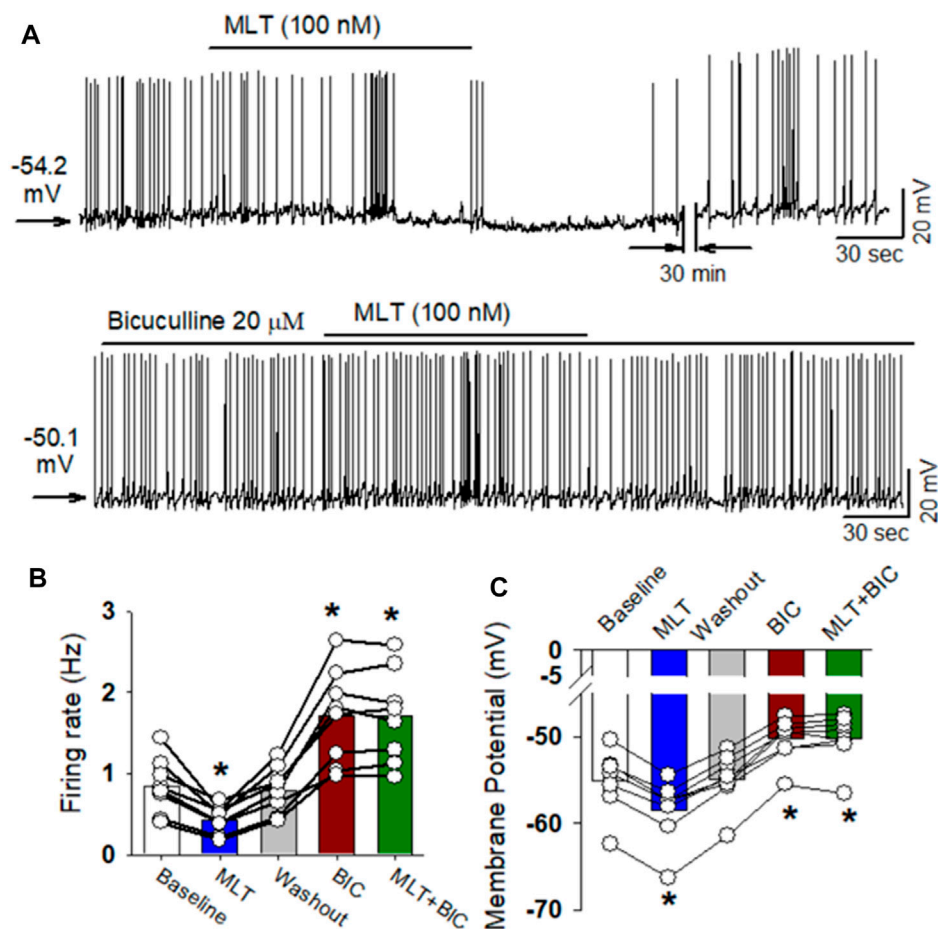 A
MLT (100 nM)
-54.2
mV
20 mV
30 sec
30 min
Bicuculline 20 μM
MLT (100 nM)
-50.1
mV
20 mV
30 sec
B
Firing rate (Hz)
3
2
1
0
*
*
*
Baseline
MLT
Washout
BIC
MLT+BIC
C
Baseline
MLT
Washout
BIC
MLT+BIC
Membrane Potential (mV)
0
-5
-50
-60
-70
*
*
*